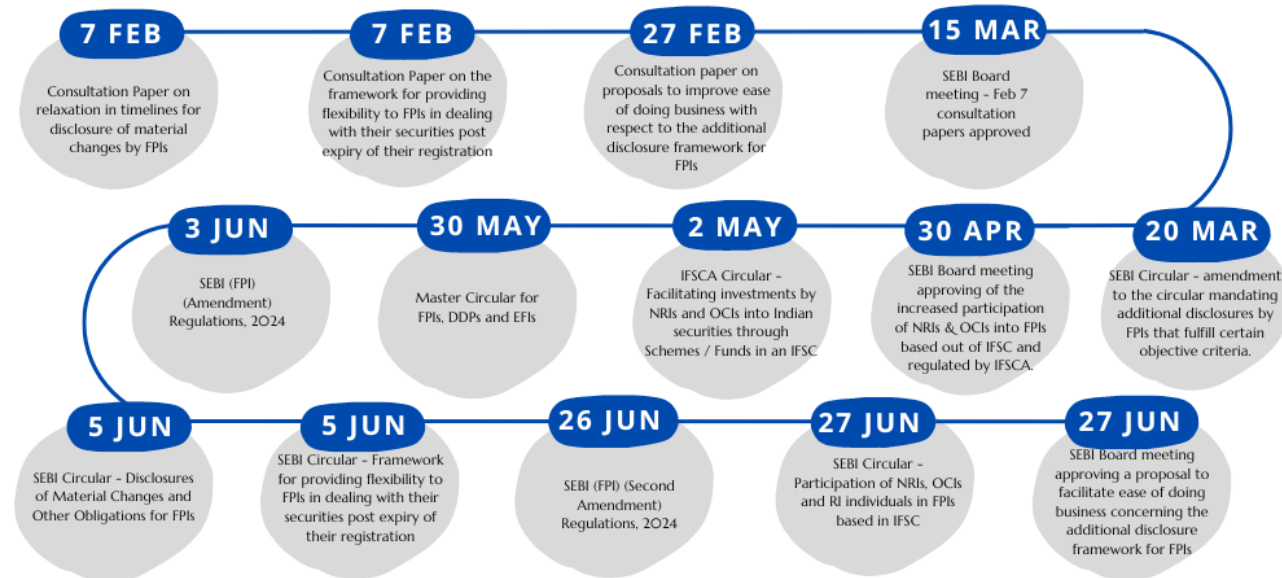 7 FEB
Consultation Paper on
relaxation in timelines for
disclosure of material
changes by FPIs
7 FEB
Consultation Paper on the
framework for providing
flexibility to FPIs in dealing
with their securities post
expiry of their registration
27 FEB
Consultation paper on
proposals to improve ease
of doing business with
respect to the additional
disclosure framework for
FPIs
15 MAR
SEBI Board
meeting - Feb 7
consultation
papers approved
20 MAR
SEBI Circular - amendment
to the circular mandating
additional disclosures by
FPIs that fulfill certain
objective criteria.
30 APR
SEBI Board meeting
approving of the
increased participation
of NRIs & OCIs into FPIs
based out of IFSC and
regulated by IFSCA.
2 MAY
IFSCA Circular -
Facilitating investments by
NRIs and OCIs into Indian
securities through
Schemes / Funds in an IFSC
30 MAY
Master Circular for
FPIs, DDPs and EFIs
3 JUN
SEBI (FPI)
(Amendment)
Regulations, 2024
5 JUN
SEBI Circular - Disclosures
of Material Changes and
Other Obligations for FPIs
5 JUN
SEBI Circular - Framework
for providing flexibility to
FPIs in dealing with their
securities post expiry of
their registration
26 JUN
SEBI (FPI) (Second
Amendment)
Regulations, 2024
27 JUN
SEBI Circular -
Participation of NRIs, OCIs
and RI individuals in FPIs
based in IFSC
27 JUN
SEBI Board meeting
approving a proposal to
facilitate ease of doing
business concerning the
additional disclosure
framework for FPIs